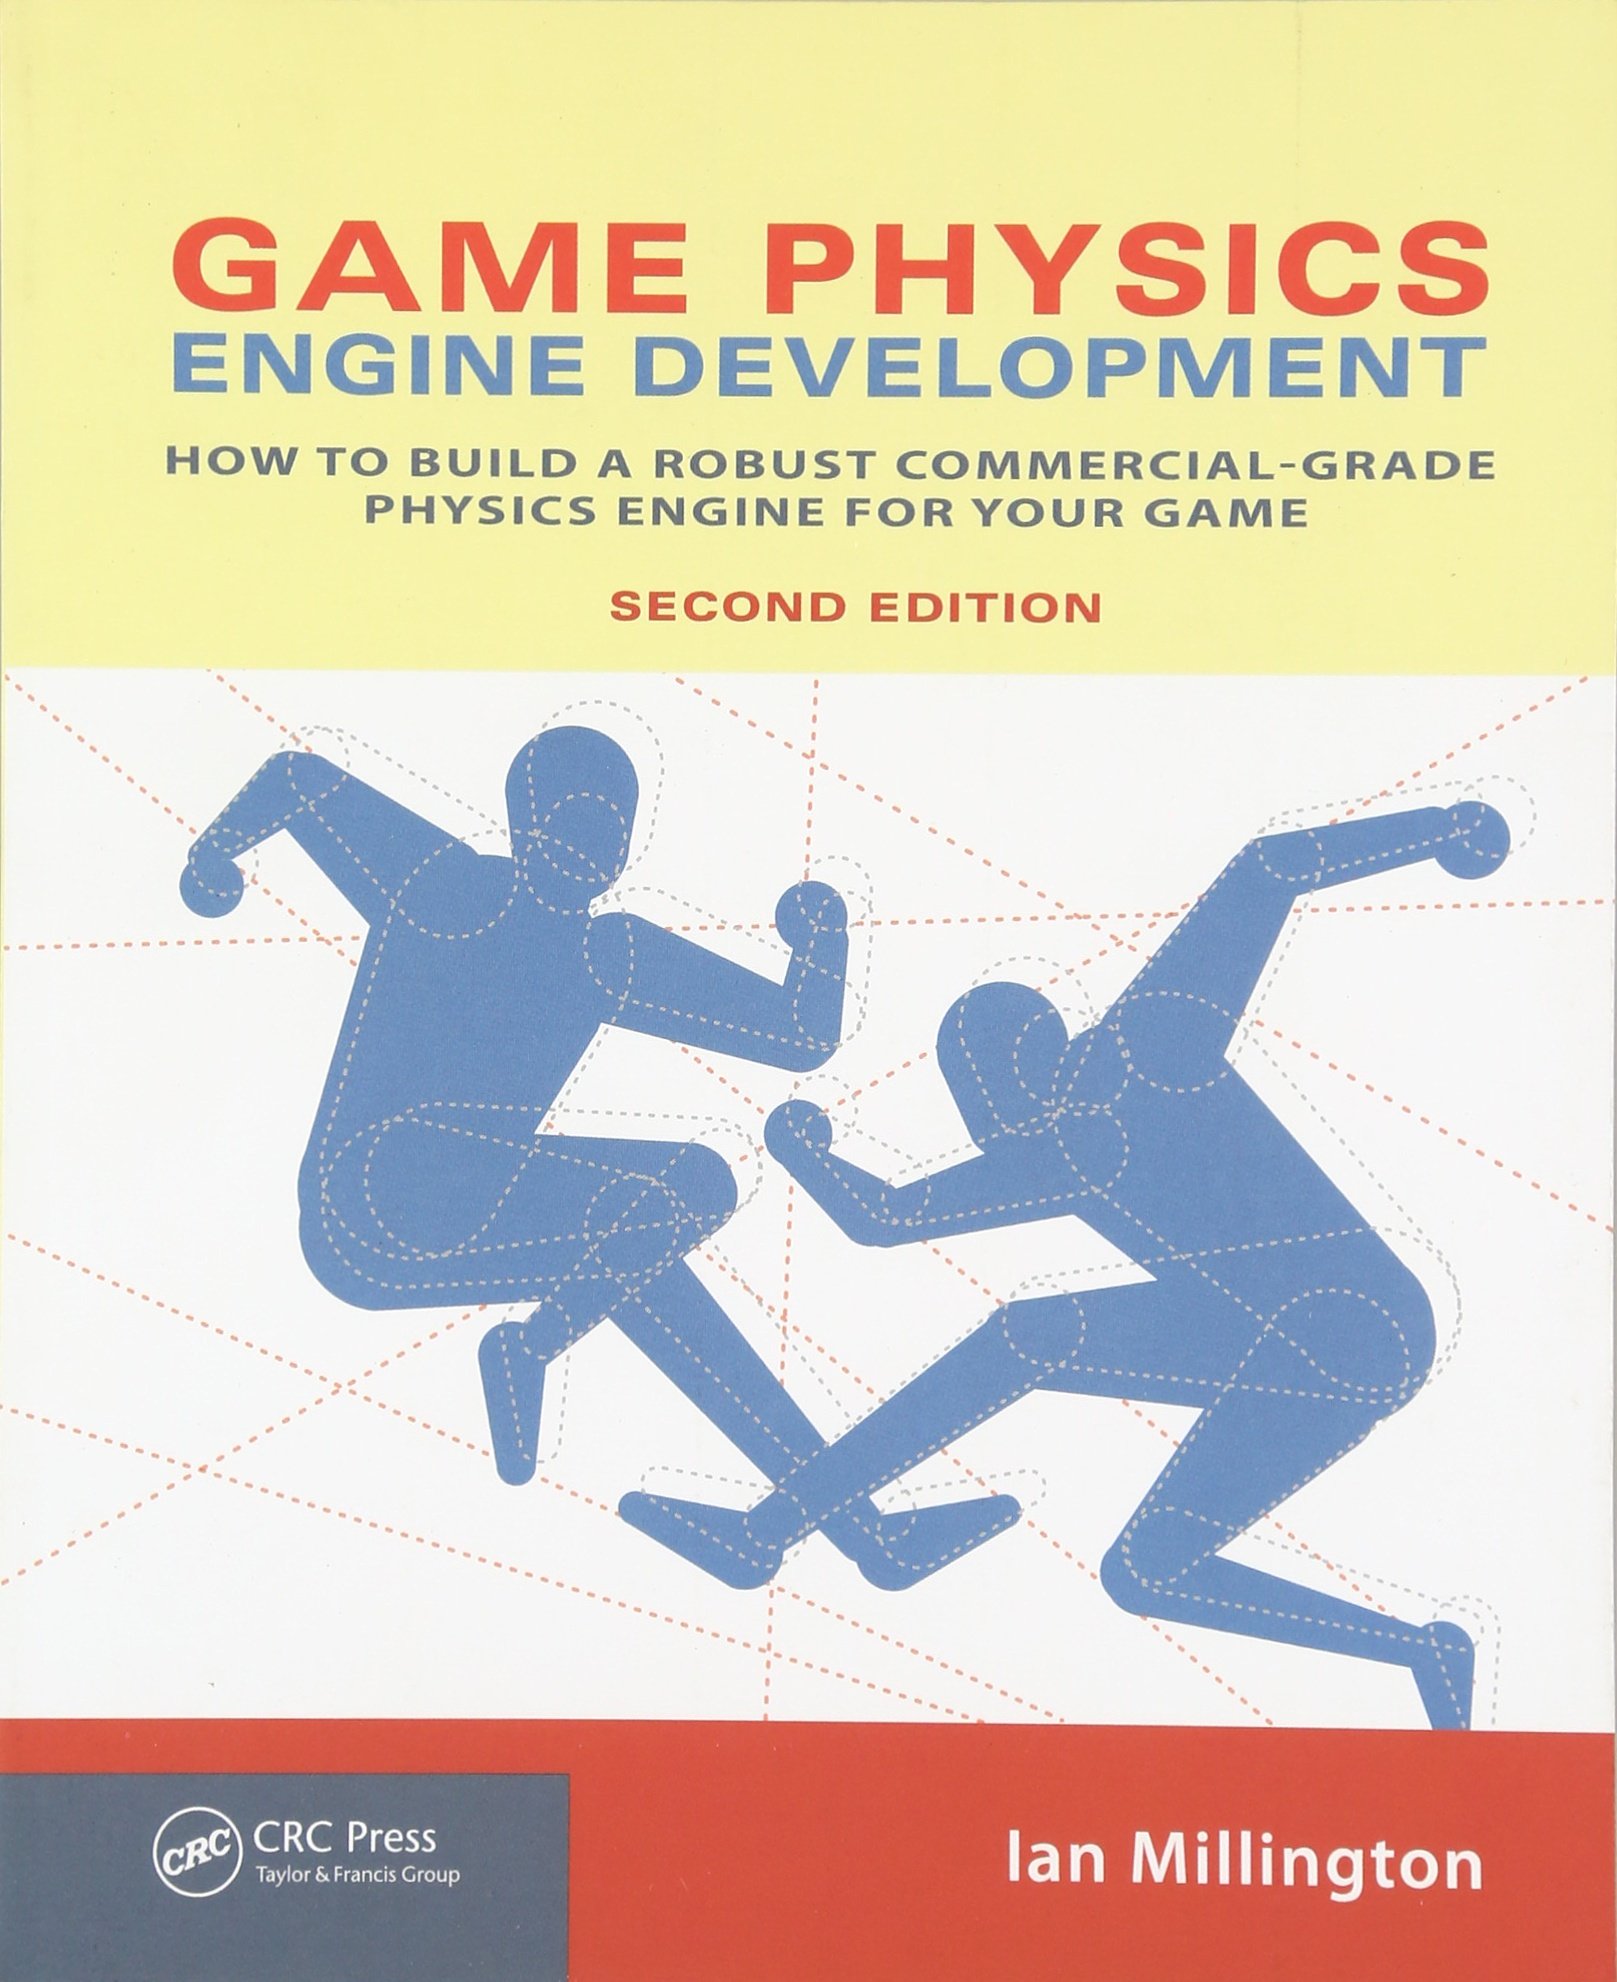 GAME PHYSICS
ENGINE DEVELOPMENT
HOW TO BUILD A ROBUST COMMERCIAL-GRADE
PHYSICS ENGINE FOR YOUR GAME
SECOND EDITION
CRC
CRC Press
Taylor & Francis Group
Ian Millington